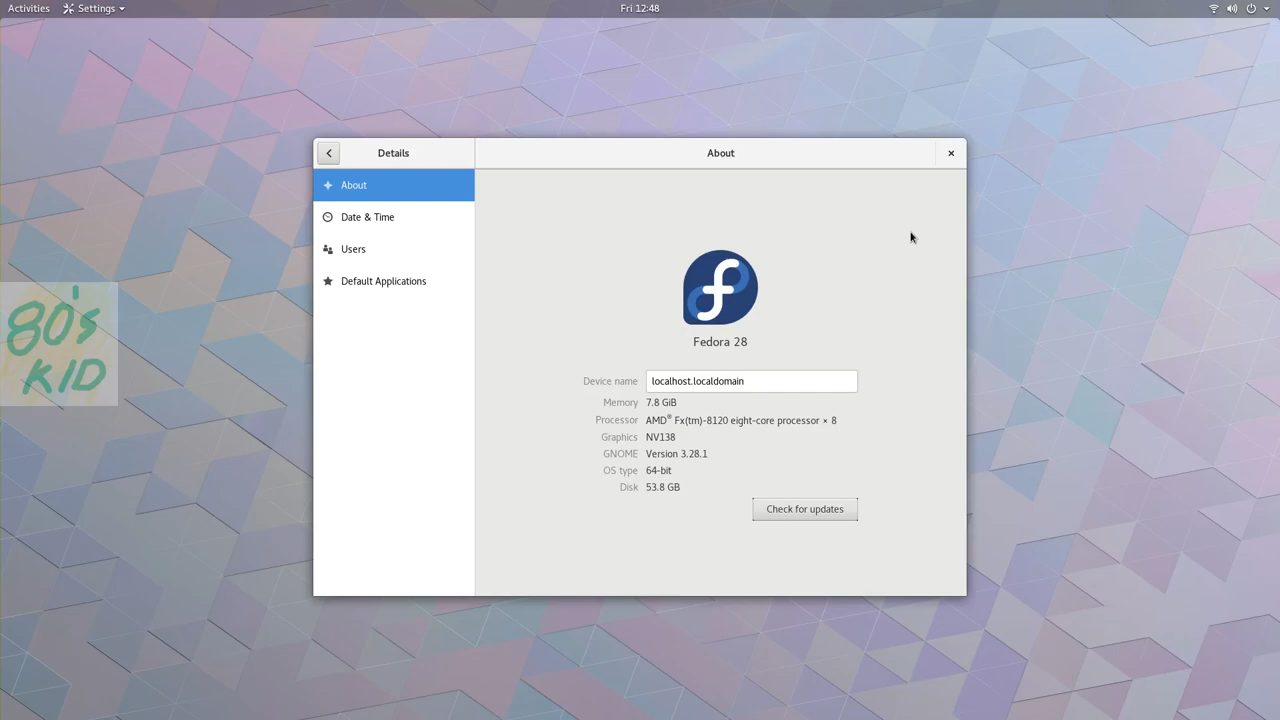 Activities Settings Fri 12:48
Details About
About
Date & Time
Users
Default Applications
80's
KID
Fedora 28
Device name localhost.localdomain
Memory 7.8 GiB
Processor AMD® Fx(tm)-8120 eight-core processor × 8
Graphics NV138
GNOME Version 3.28.1
OS type 64-bit
Disk 53.8 GB
Check for updates